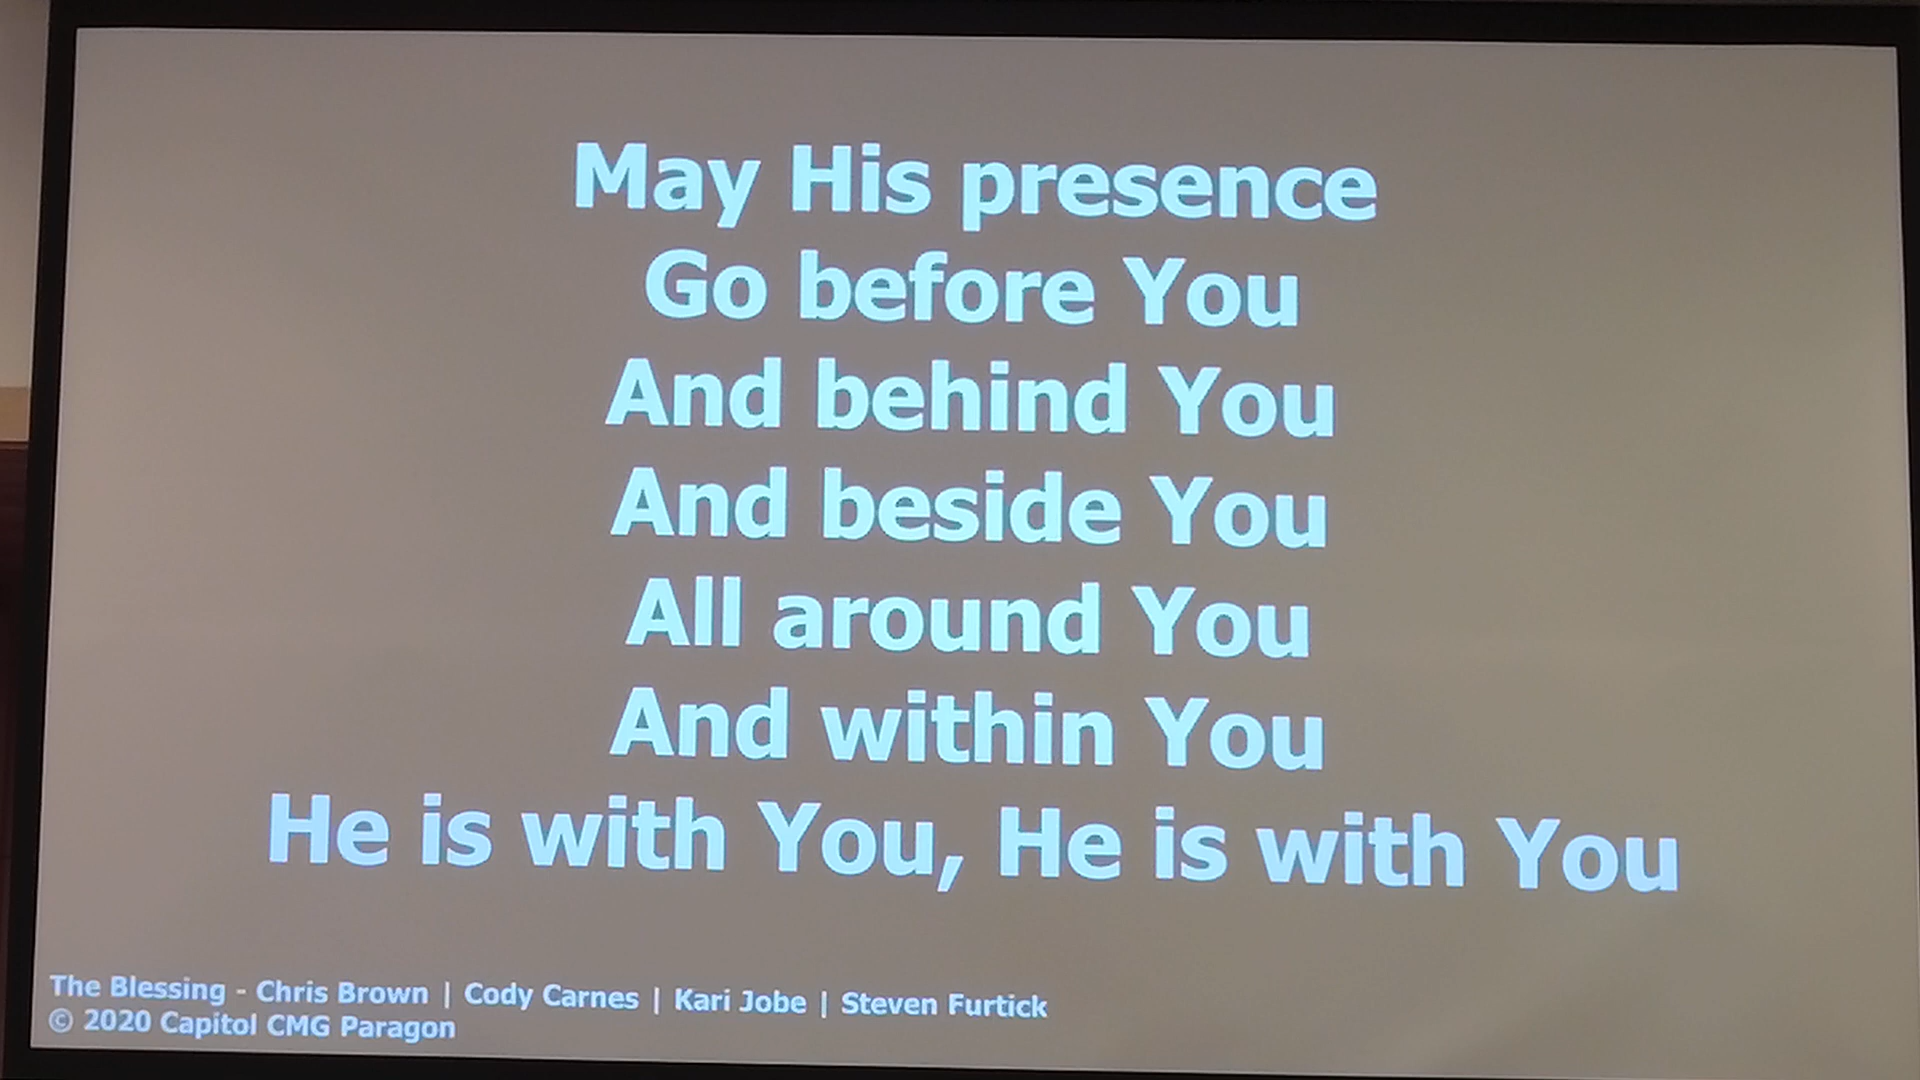 May His presence
Go before You
And behind You
And beside You
All around You
And within You
He is with You, He is with You
The Blessing - Chris Brown | Cody Carnes | Kari Jobe | Steven Furtick
© 2020 Capitol CMG Paragon